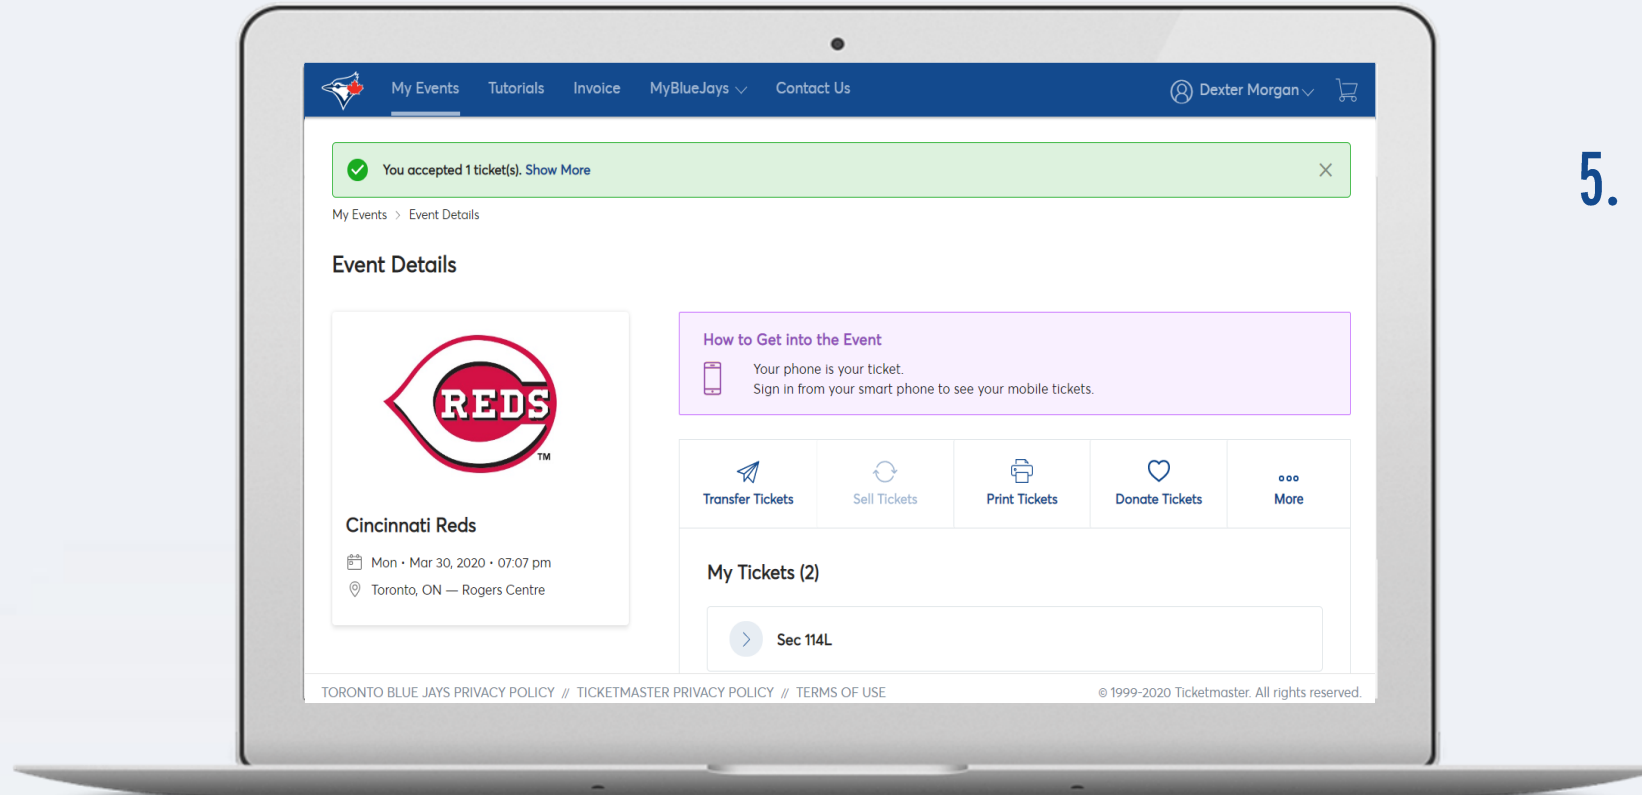 My Events Tutorials Invoice MyBlueJays Contact Us Dexter Morgan
You accepted 1 ticket(s). Show More
5.
My Events > Event Details
Event Details
How to Get into the Event
Your phone is your ticket.
Sign in from your smart phone to see your mobile tickets.
REDS
TM
Transfer Tickets Sell Tickets Print Tickets Donate Tickets More
Cincinnati Reds
Mon • Mar 30, 2020 • 07:07 pm
Toronto, ON — Rogers Centre
My Tickets (2)
Sec 114L
TORONTO BLUE JAYS PRIVACY POLICY // TICKETMASTER PRIVACY POLICY // TERMS OF USE © 1999-2020 Ticketmaster. All rights reserved.